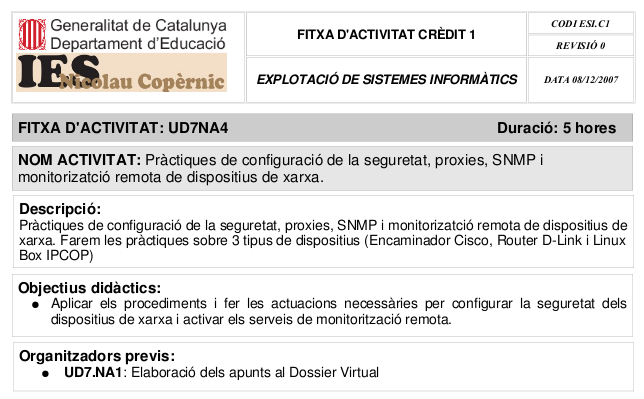 Generalitat de Catalunya
Departament d'Educació
IES
Nicolau Copèrnic
FITXA D'ACTIVITAT CRÈDIT 1
EXPLOTACIÓ DE SISTEMES INFORMÀTICS
CODI ESI.C1
REVISIÓ 0
DATA 08/12/2007
FITXA D'ACTIVITAT: UD7NA4 Duració: 5 hores
NOM ACTIVITAT: Pràctiques de configuració de la seguretat, proxies, SNMP i
monitorizatció remota de dispositius de xarxa.
Descripció:
Pràctiques de configuració de la seguretat, proxies, SNMP i monitorizatció remota de dispositius de
xarxa. Farem les pràctiques sobre 3 tipus de dispositius (Encaminador Cisco, Router D-Link i Linux
Box IPCOP)
Objectius didàctics:
● Aplicar els procediments i fer les actuacions necessàries per configurar la seguretat dels
dispositius de xarxa i activar els serveis de monitorització remota.
Organitzadors previs:
● UD7.NA1: Elaboració dels apunts al Dossier Virtual